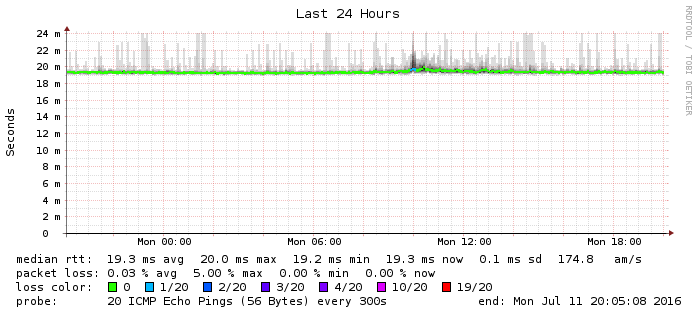 Last 24 Hours
RRDTOOL / TOBI OETIKER
Seconds
24 m
22 m
20 m
18 m
16 m
14 m
12 m
10 m
8 m
6 m
4 m
2 m
0
Mon 00:00 Mon 06:00 Mon 12:00 Mon 18:00
median rtt: 19.3 ms avg 20.0 ms max 19.2 ms min 19.3 ms now 0.1 ms sd 174.8 am/s
packet loss: 0.03 % avg 5.00 % max 0.00 % min 0.00 % now
loss color: 0 1/20 2/20 3/20 4/20 10/20 19/20
probe: 20 ICMP Echo Pings (56 Bytes) every 300s end: Mon Jul 11 20:05:08 2016